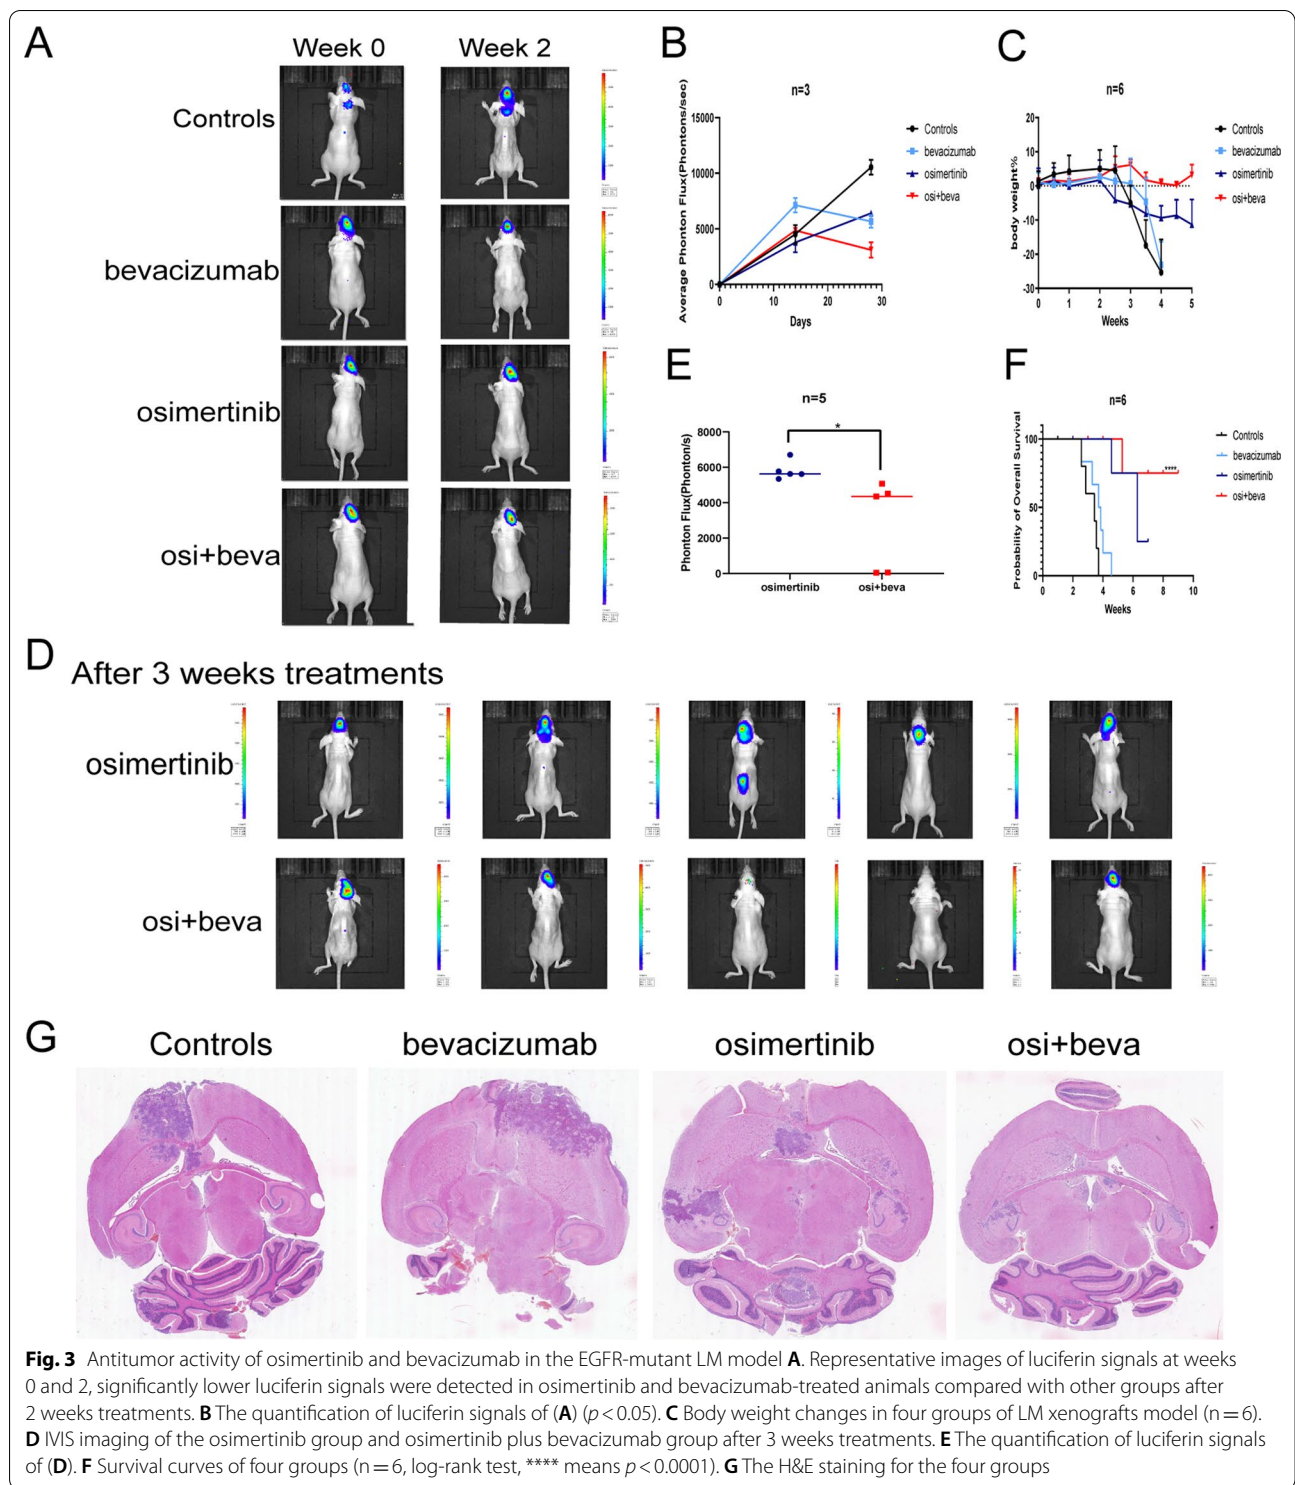 A
Week 0
Week 2
Controls
bevacizumab
osimertinib
osi+beva
B
n=3
Average Phonton Flux(Phontons/sec)
15000
10000
5000
0
0
10
20
30
Days
Controls
bevacizumab
osimertinib
osi+beva
C
n=6
body weight%
20
10
0
-10
-20
-30
0
1
2
3
4
5
Weeks
Controls
bevacizumab
osimertinib
osi+beva
E
n=5
Phonton Flux(Phonton/s)
8000
6000
4000
2000
0
*
osimertinib
osi+beva
F
n=6
Probability of Overall Survival
100
50
0
0
2
4
6
8
10
Weeks
****
Controls
bevacizumab
osimertinib
osi+beva
D
After 3 weeks treatments
osimertinib
osi+beva
G
Controls
bevacizumab
osimertinib
osi+beva
Fig. 3 Antitumor activity of osimertinib and bevacizumab in the EGFR-mutant LM model A. Representative images of luciferin signals at weeks
0 and 2, significantly lower luciferin signals were detected in osimertinib and bevacizumab-treated animals compared with other groups after
2 weeks treatments. B The quantification of luciferin signals of (A) (p < 0.05). C Body weight changes in four groups of LM xenografts model (n = 6).
D IVIS imaging of the osimertinib group and osimertinib plus bevacizumab group after 3 weeks treatments. E The quantification of luciferin signals
of (D). F Survival curves of four groups (n = 6, log-rank test, **** means p < 0.0001). G The H&E staining for the four groups